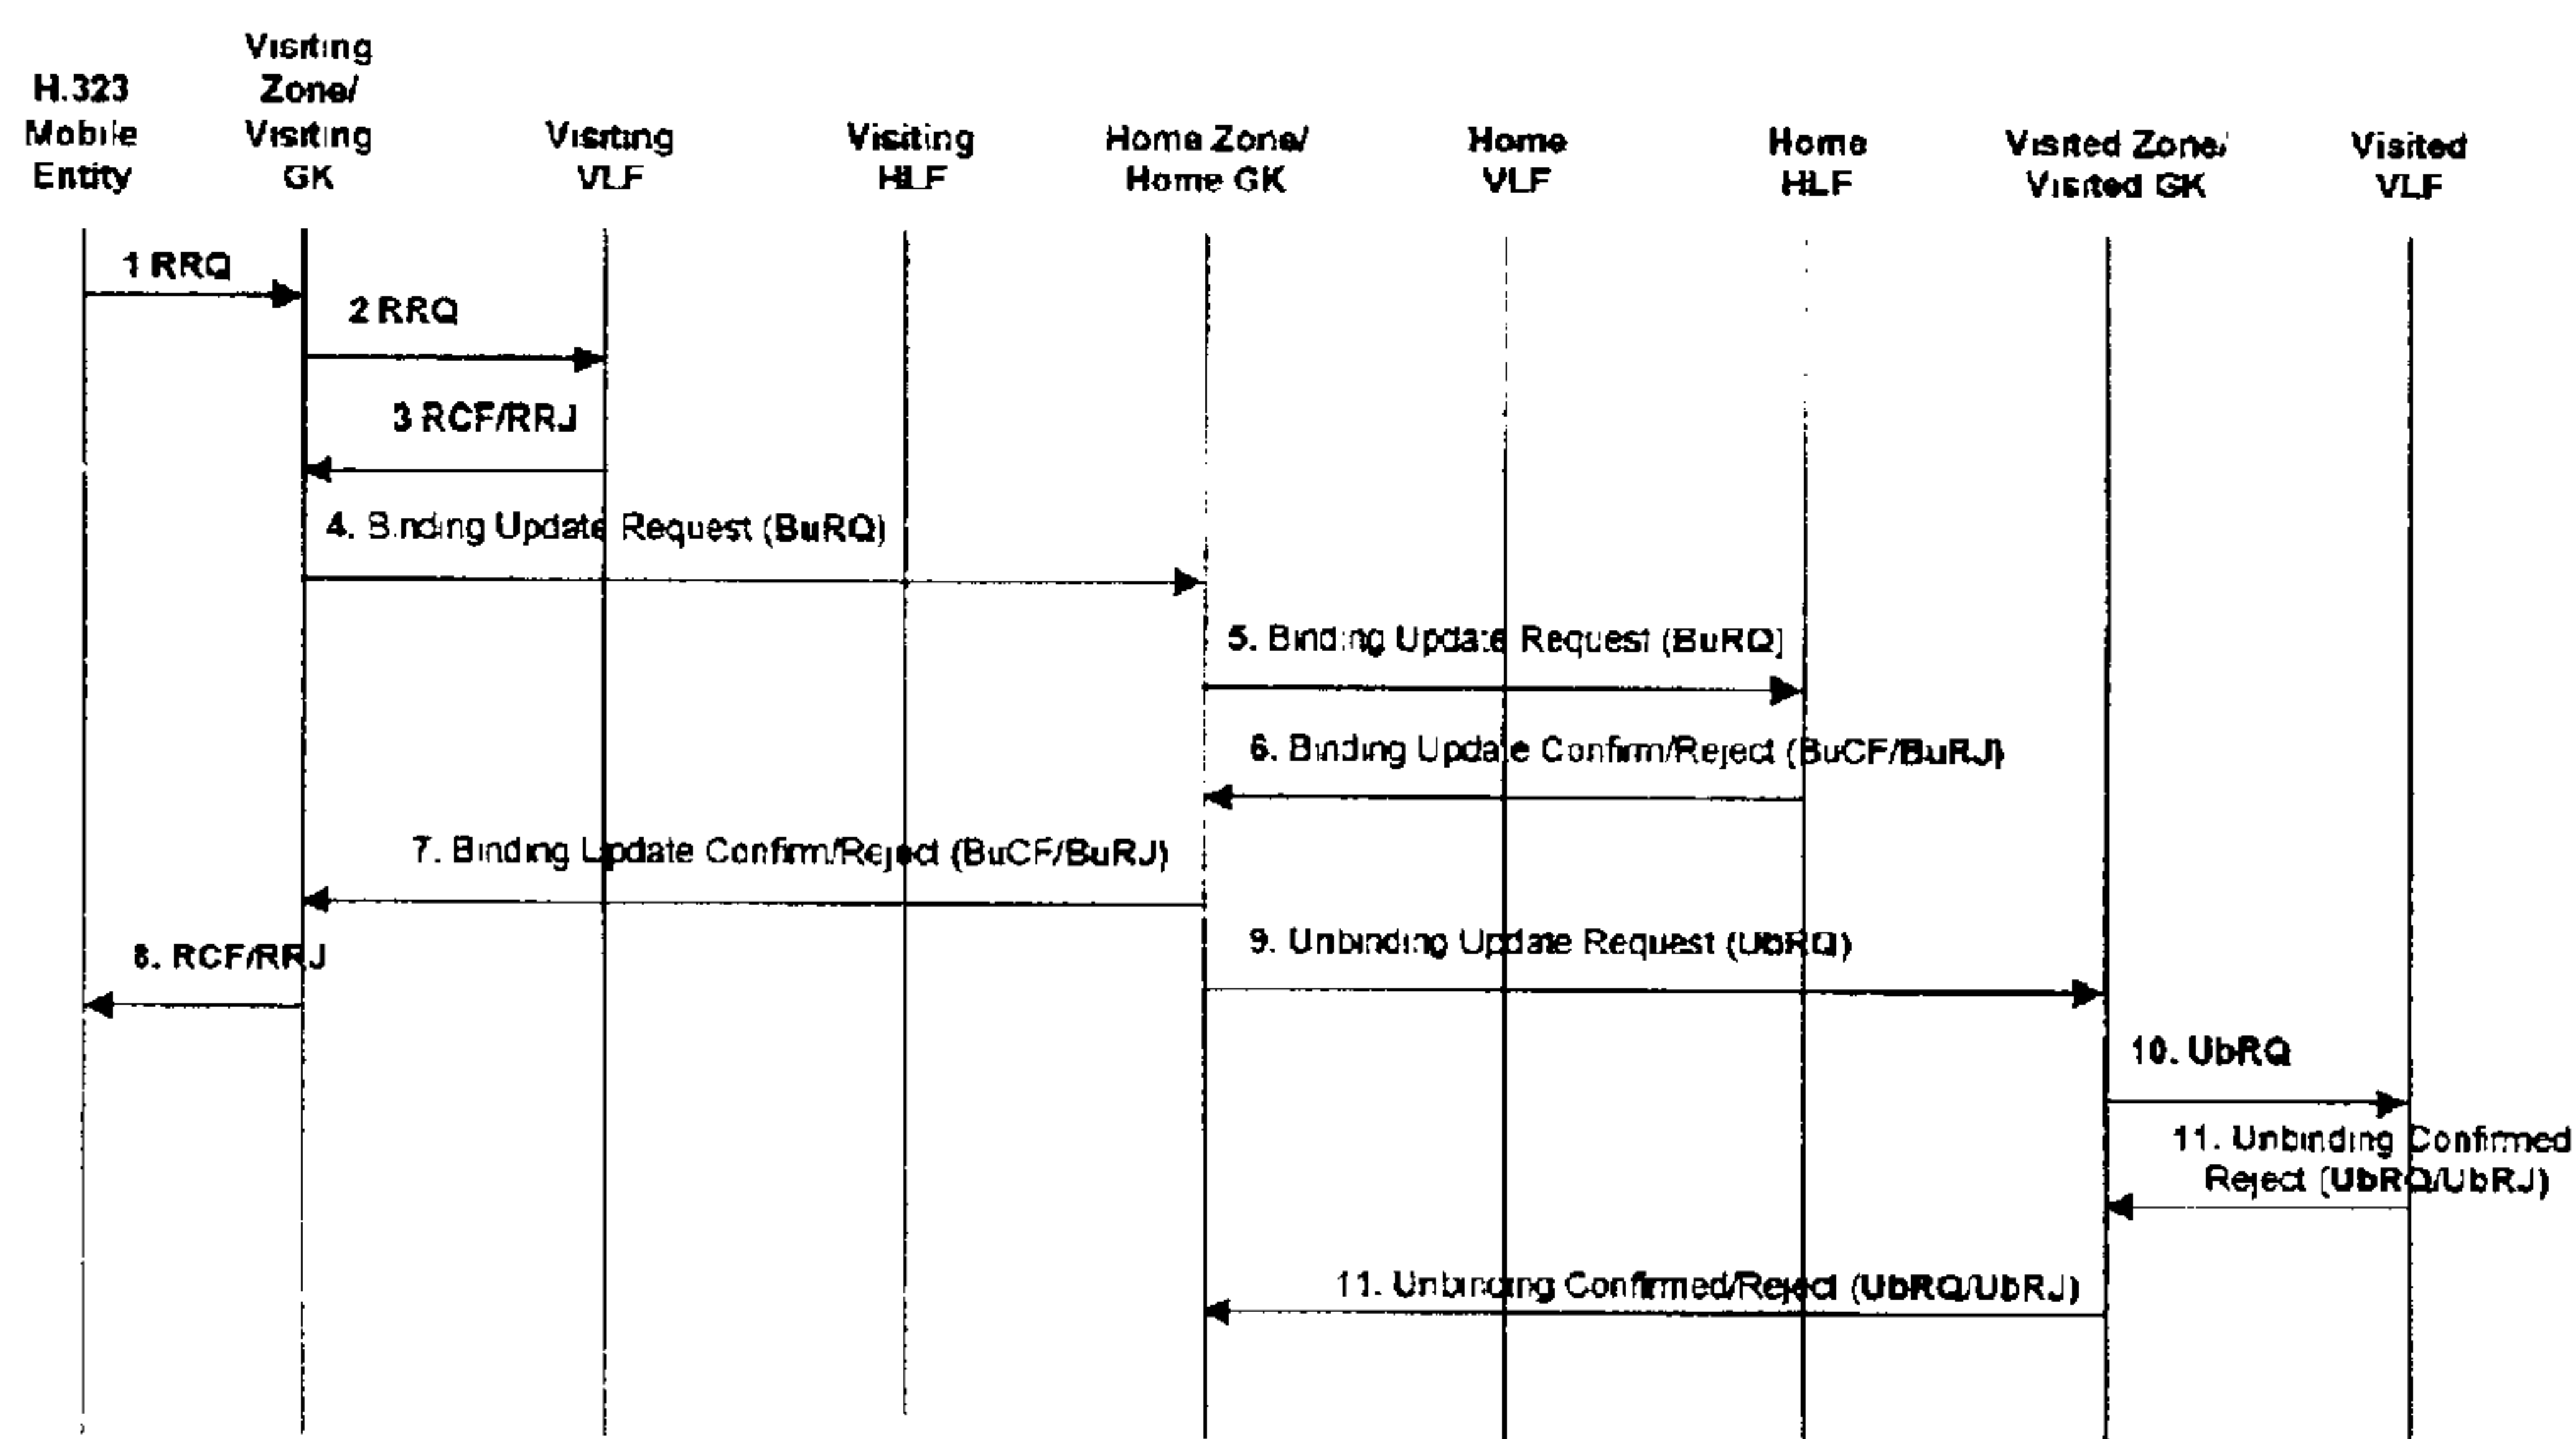 H.323
Mobile
Entity
Visiting
Zone/
Visiting
GK
Visiting
VLF
Visiting
HLF
Home Zone/
Home GK
Home
VLF
Home
HLF
Visited Zone/
Visited GK
Visited
VLF
1 RRQ
2 RRQ
3 RCF/RRJ
4. Binding Update Request (BuRQ)
5. Binding Update Request (BuRQ)
6. Binding Update Confirm/Reject (BuCF/BuRJ)
7. Binding Update Confirm/Reject (BuCF/BuRJ)
9. Unbinding Update Request (UbRQ)
8. RCF/RRJ
10. UbRQ
11. Unbinding Confirmed
Reject (UbRQ/UbRJ)
11. Unbinding Confirmed/Reject (UbRQ/UbRJ)